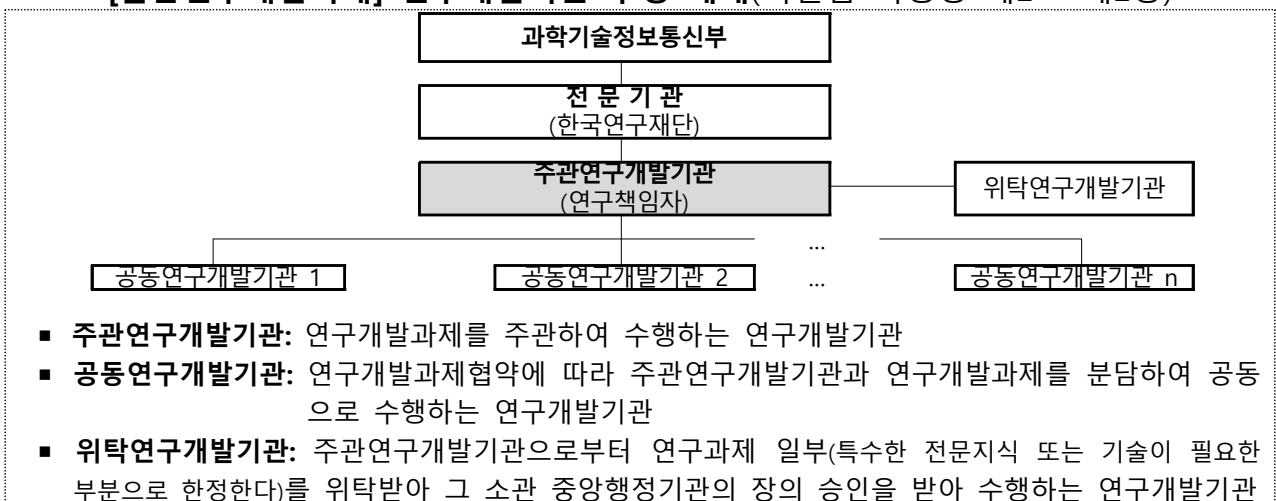 과학기술정보통신부
전 문 기 관
(한국연구재단)
주관연구개발기관
(연구책임자)
위탁연구개발기관
...
공동연구개발기관 1
공동연구개발기관 2
...
공동연구개발기관 n
▪ 주관연구개발기관: 연구개발과제를 주관하여 수행하는 연구개발기관
▪ 공동연구개발기관: 연구개발과제협약에 따라 주관연구개발기관과 연구개발과제를 분담하여 공동
으로 수행하는 연구개발기관
▪ 위탁연구개발기관: 주관연구개발기관으로부터 연구과제 일부(특수한 전문지식 또는 기술이 필요한
부분으로 한정한다)를 위탁받아 그 소관 중앙행정기관의 장의 승인을 받아 수행하는 연구개발기관